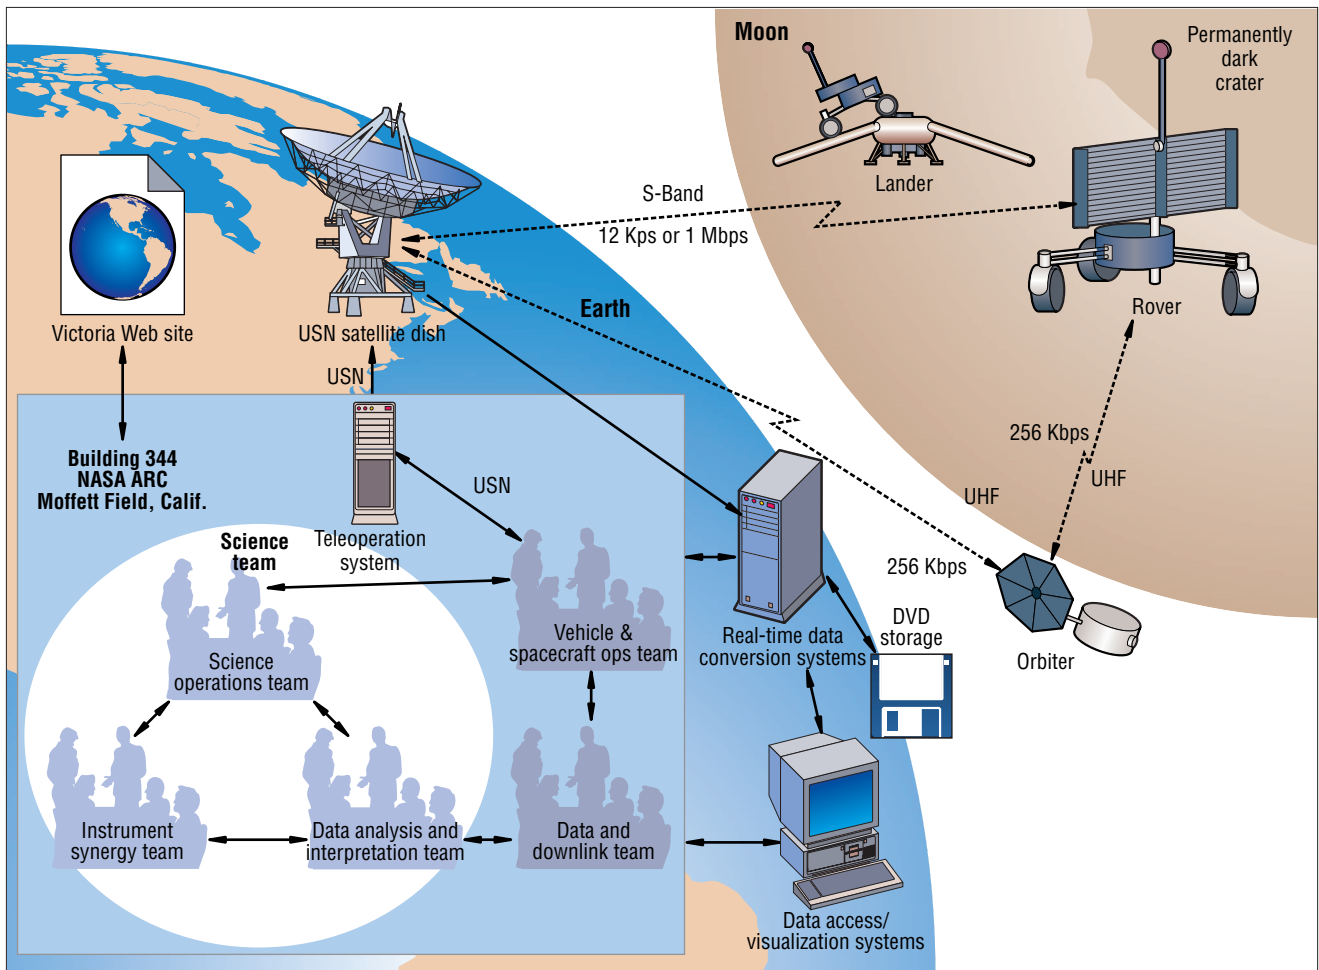 Moon
Permanently
dark
crater
Lander
S-Band
12 Kps or 1 Mbps
Rover
Earth
Victoria Web site
USN satellite dish
USN
256 Kbps
UHF
Building 344
NASA ARC
Moffett Field, Calif.
USN
UHF
Science
team
Teleoperation
system
256 Kbps
DVD
storage
Vehicle &
spacecraft ops team
Real-time data
conversion systems
Orbiter
Science
operations team
Instrument
synergy team
Data analysis and
interpretation team
Data and
downlink team
Data access/
visualization systems